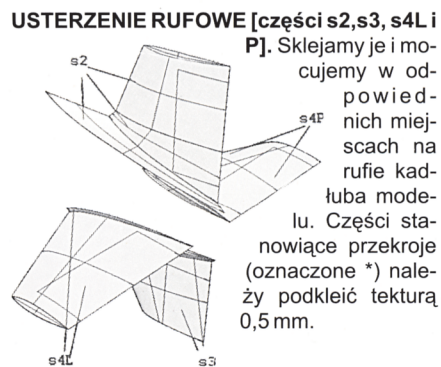 USTERZENIE RUFOWE [części s2,s3, s4L i
P]. Sklejamy je i mo-
cujemy w od-
powied-
nich miej-
scach na
rufie kad-
łuba mode-
lu. Części sta-
nowiące przekroje
(oznaczone *) nale-
ży podkleić tekturą
0,5 mm.
s2
s4P
s4L
s3